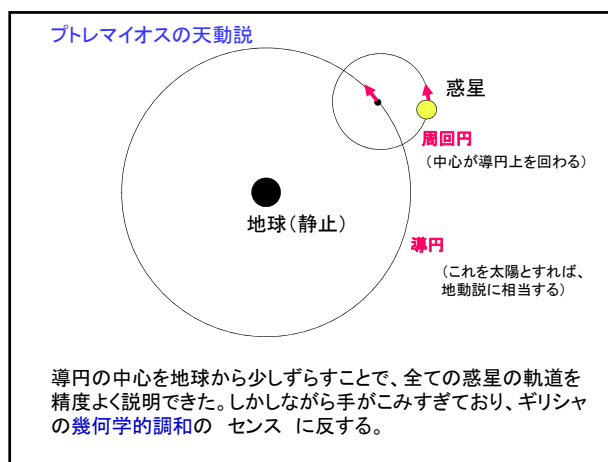 プトレマイオスの天動説
惑星
周回円
(中心が導円上を回わる)
地球(静止)
導円
(これを太陽とすれば、
地動説に相当する)
導円の中心を地球から少しずらすことで、全ての惑星の軌道を
精度よく説明できた。しかしながら手がこみすぎており、ギリシャ
の幾何学的調和の センス に反する。